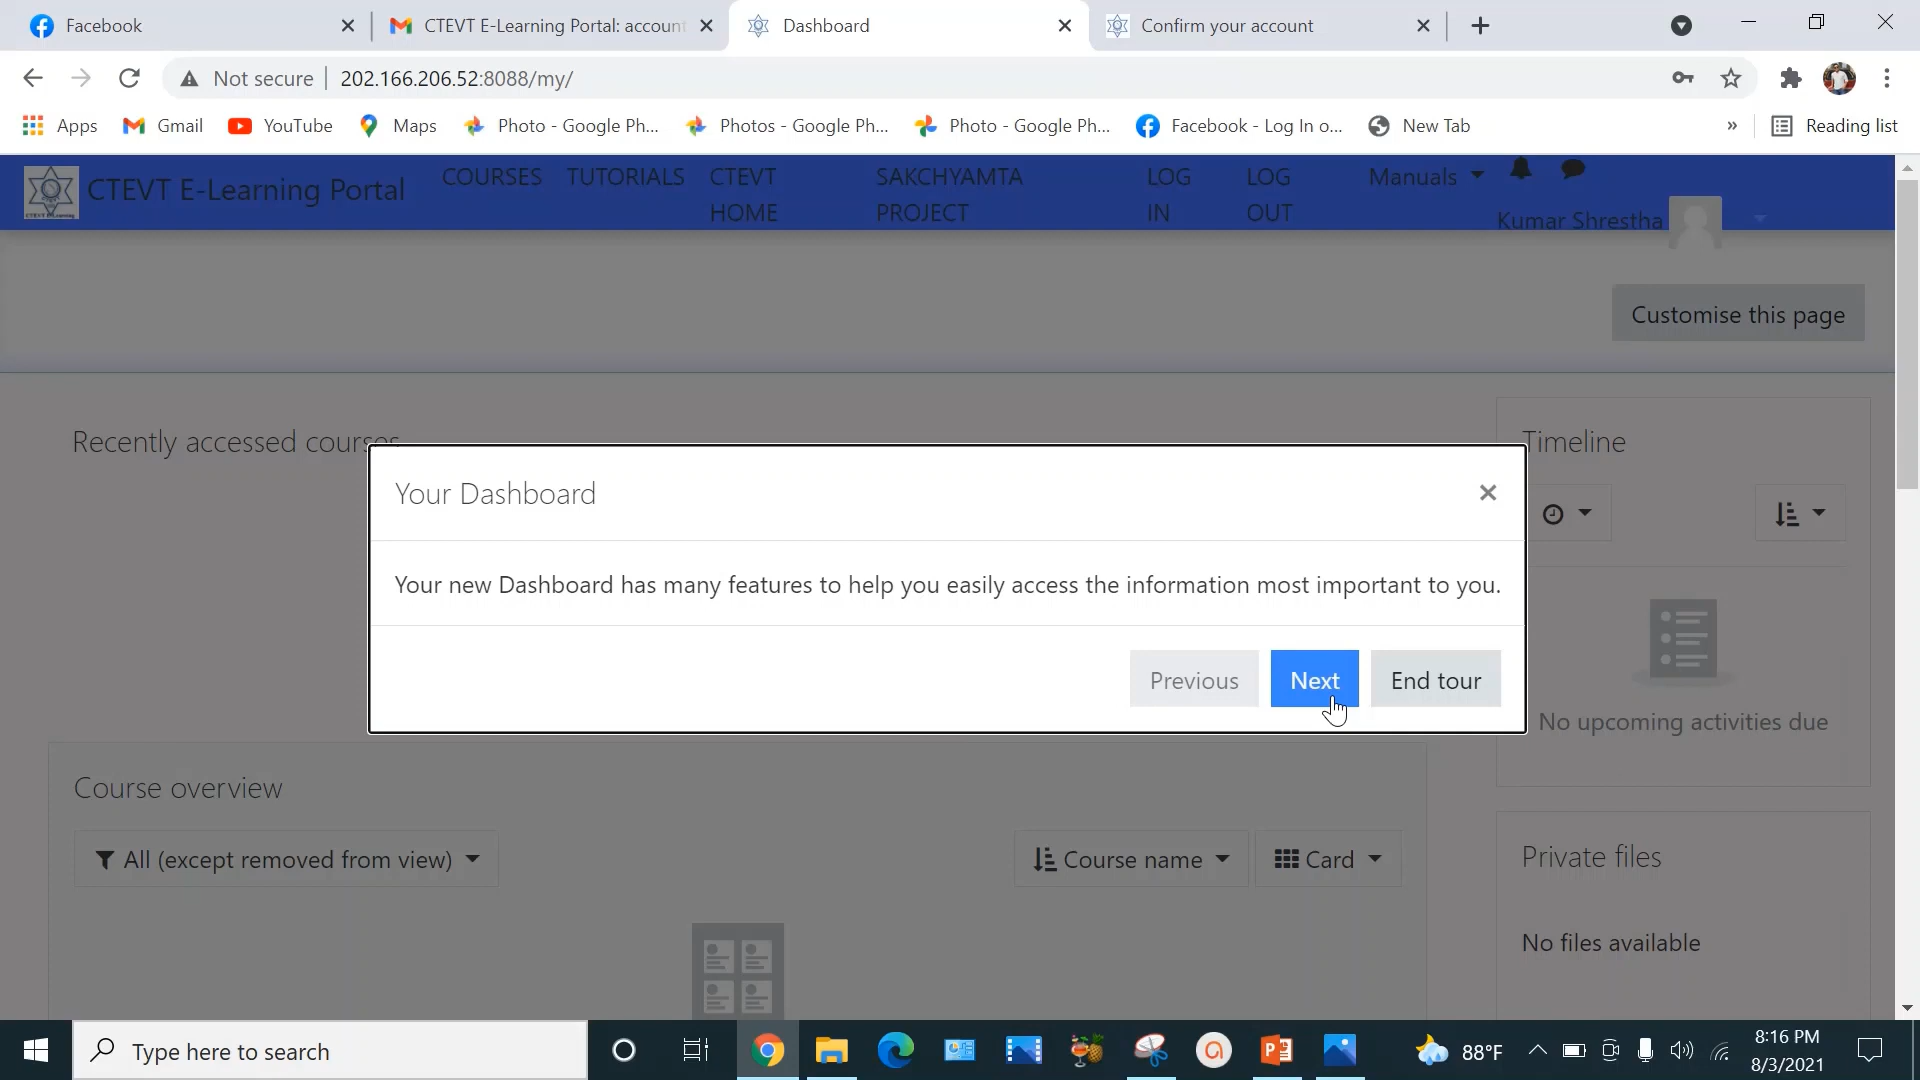 Facebook
CTEVT E-Learning Portal: account
Dashboard
Confirm your account
Not secure
202.166.206.52:8088/my/
Apps
Gmail
YouTube
Maps
Photo - Google Ph...
Photos - Google Ph...
Photo - Google Ph...
Facebook - Log In o...
New Tab
»
Reading list
CTEVT E-Learning Portal
COURSES
TUTORIALS
CTEVT
HOME
SAKCHYAMTA
PROJECT
LOG
IN
LOG
OUT
Manuals
Kumar Shrestha
Customise this page
Recently accessed courses
Timeline
Your Dashboard
Your new Dashboard has many features to help you easily access the information most important to you.
Previous
Next
End tour
No upcoming activities due
Course overview
All (except removed from view)
Course name
Card
Private files
No files available
Type here to search
88°F
8:16 PM
8/3/2021